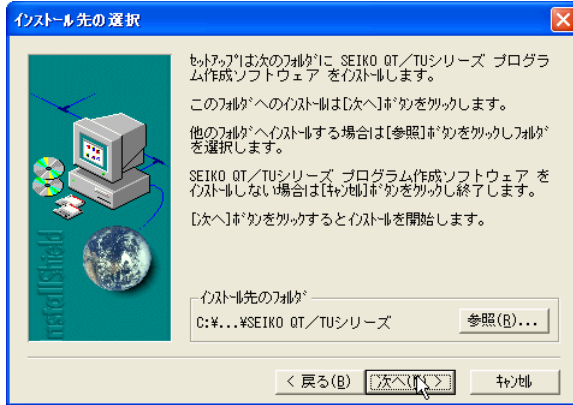 インストール先の選択
セットアップは次のフォルダに SEIKO QT/TUシリーズ プログラ
ム作成ソフトウェア をインストールします。
このフォルダへのインストールは[次へ]ボタンをクリックします。
他のフォルダへインストールする場合は[参照]ボタンをクリックしフォルダ
を選択します。
SEIKO QT/TUシリーズ プログラム作成ソフトウェア を
インストールしない場合は[キャンセル]ボタンをクリックし終了します。
[次へ]ボタンをクリックするとインストールを開始します。
InstallShield
インストール先のフォルダ
C:¥...¥SEIKO QT/TUシリーズ
参照(R)...
< 戻る(B)
次へ(N) >
キャンセル